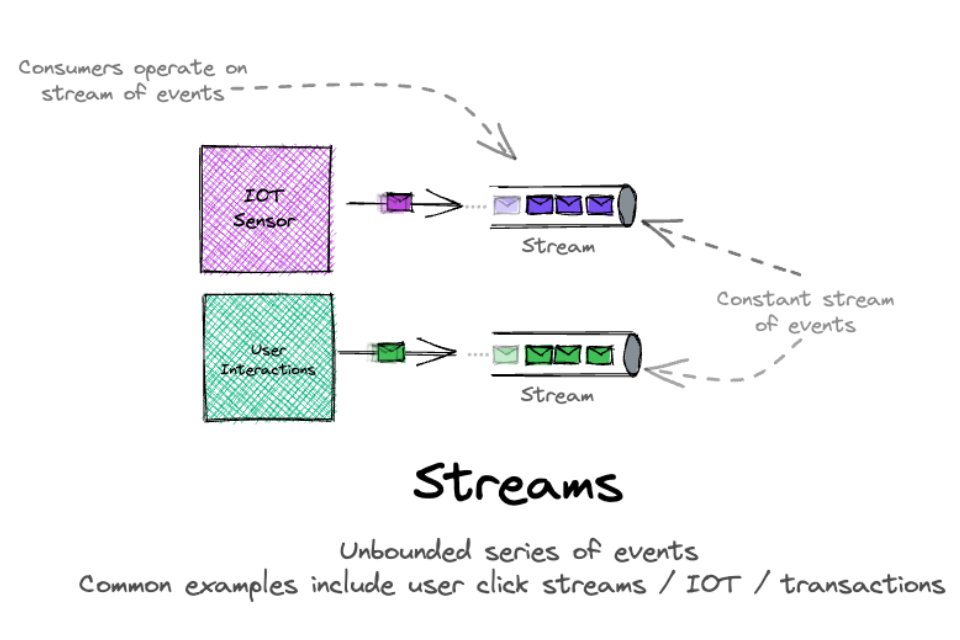 Consumers operate on
stream of events
IOT
Sensor
Stream
Constant stream
of events
User
Interactions
Stream
Streams
Unbounded series of events
Common examples include user click streams / IOT / transactions